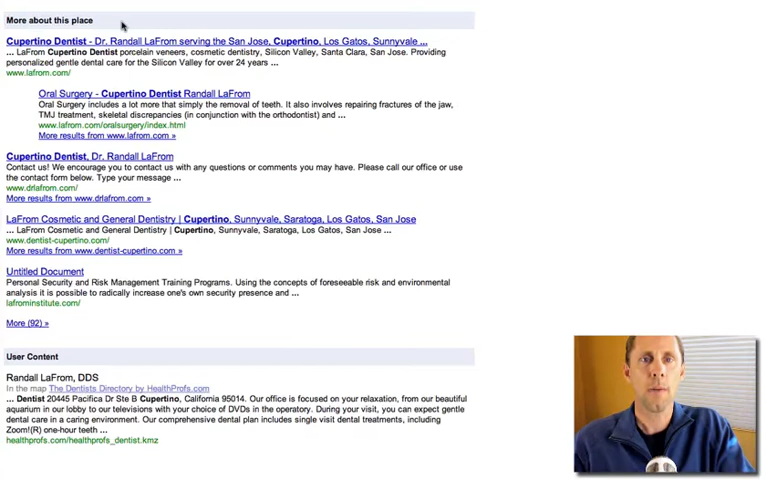 More about this place
Cupertino Dentist - Dr. Randall LaFrom serving the San Jose, Cupertino, Los Gatos, Sunnyvale ...
... LaFrom Cupertino Dentist porcelain veneers, cosmetic dentistry, Silicon Valley, Santa Clara, San Jose. Providing
personalized gentle dental care for the Silicon Valley for over 24 years ...
www.lafrom.com/
Oral Surgery - Cupertino Dentist Randall LaFrom
Oral Surgery includes a lot more that simply the removal of teeth. It also involves repairing fractures of the jaw,
TMJ treatment, skeletal discrepancies (in conjunction with the orthodontist) and ...
www.lafrom.com/oralsurgery/index.html
More results from www.lafrom.com »
Cupertino Dentist, Dr. Randall LaFrom
Contact us! We encourage you to contact us with any questions or comments you may have. Please call our office or use
the contact form below. Type your message ...
www.drlafrom.com/
More results from www.drlafrom.com »
LaFrom Cosmetic and General Dentistry | Cupertino, Sunnyvale, Saratoga, Los Gatos, San Jose
... LaFrom Cosmetic and General Dentistry | Cupertino, Sunnyvale, Saratoga, Los Gatos, San Jose ...
www.dentist-cupertino.com/
More results from www.dentist-cupertino.com »
Untitled Document
Personal Security and Risk Management Training Programs. Using the concepts of foreseeable risk and environmental
analysis it is possible to radically increase one's own security presence and ...
lafrominstitute.com/
More (92) »
User Content
Randall LaFrom, DDS
In the map The Dentists Directory by HealthProfs.com
... Dentist 20445 Pacifica Dr Ste B Cupertino, California 95014. Our office is focused on your relaxation, from our beautiful
aquarium in our lobby to our televisions with your choice of DVDs in the operatory. During your visit, you can expect gentle
dental care in a caring environment. Our comprehensive dental plan includes single visit dental treatments, including
Zoom!(R) one-hour teeth ...
healthprofs.com/healthprofs_dentist.kmz